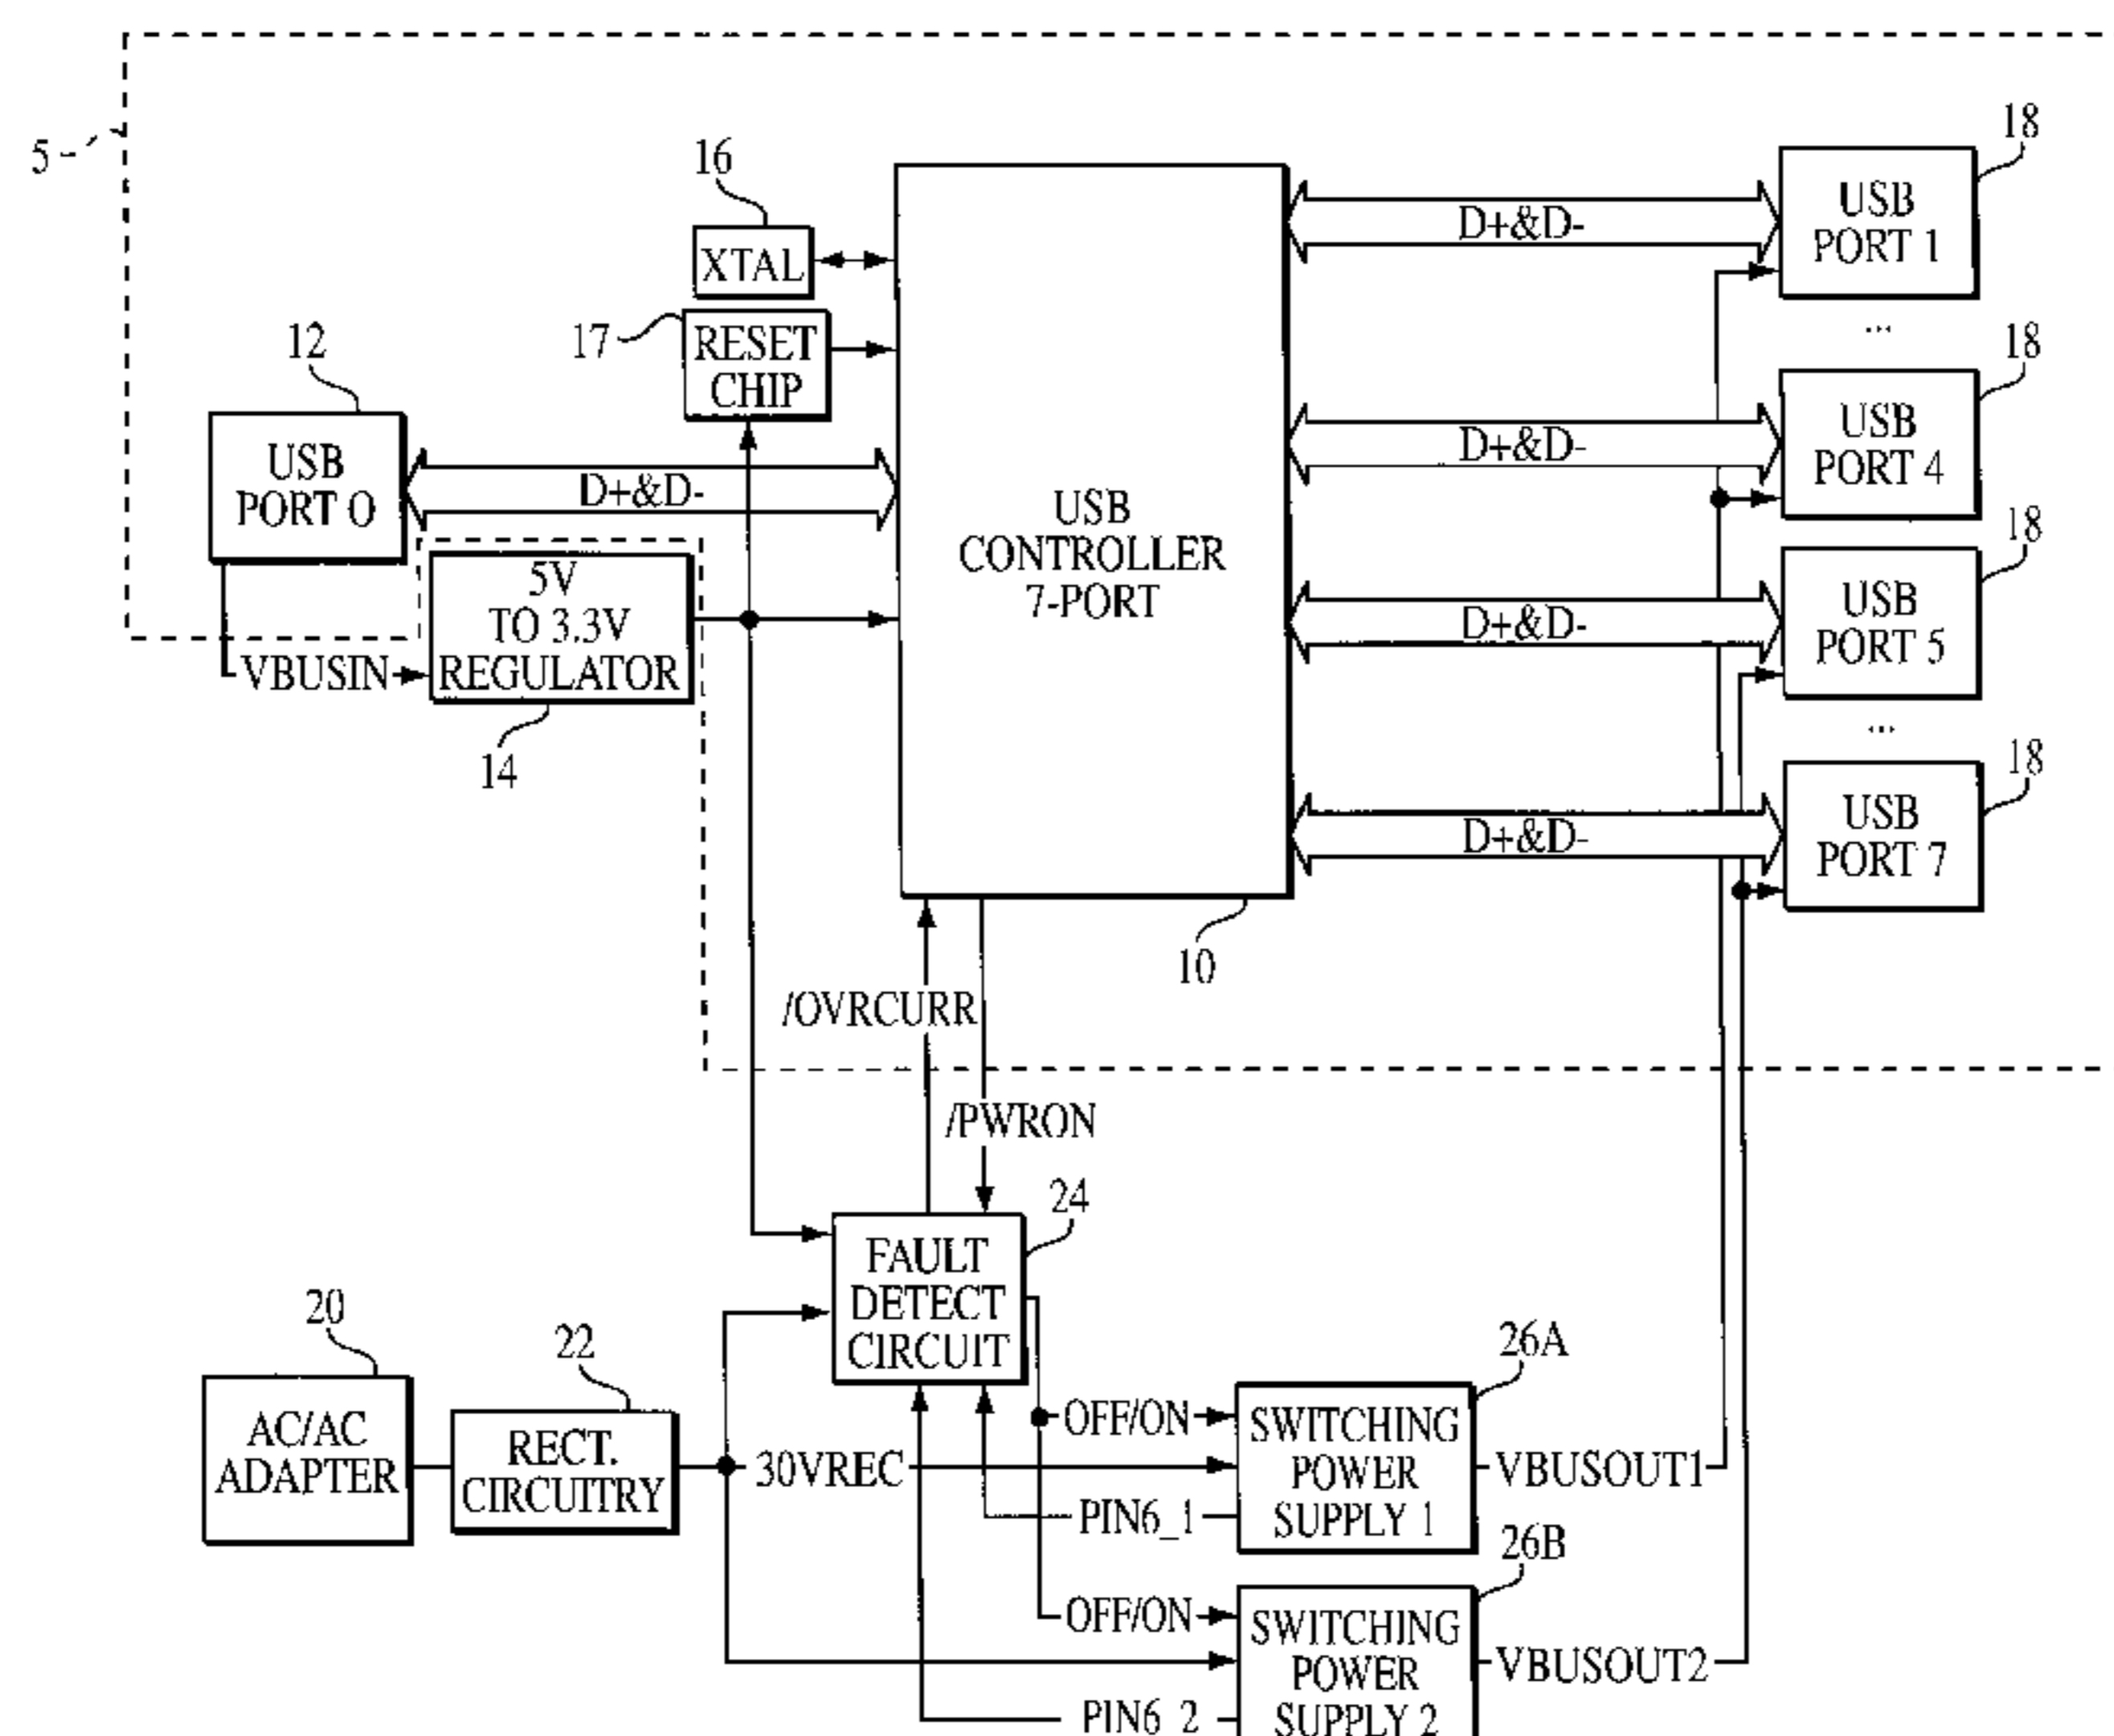 5
16
XTAL
17
RESET
CHIP
12
USB
PORT O
D+&D-
5V
TO 3.3V
REGULATOR
VBUSIN
14
USB
CONTROLLER
7-PORT
10
D+&D-
18
USB
PORT 1
...
D+&D-
18
USB
PORT 4
D+&D-
18
USB
PORT 5
...
D+&D-
18
USB
PORT 7
/OVRCURR
/PWRON
24
FAULT
DETECT
CIRCUIT
20
AC/AC
ADAPTER
22
RECT.
CIRCUITRY
30VREC
OFF/ON
PIN6_1
26A
SWITCHING
POWER
SUPPLY 1
VBUSOUT1
OFF/ON
PIN6_2
26B
SWITCHING
POWER
SUPPLY 2
VBUSOUT2